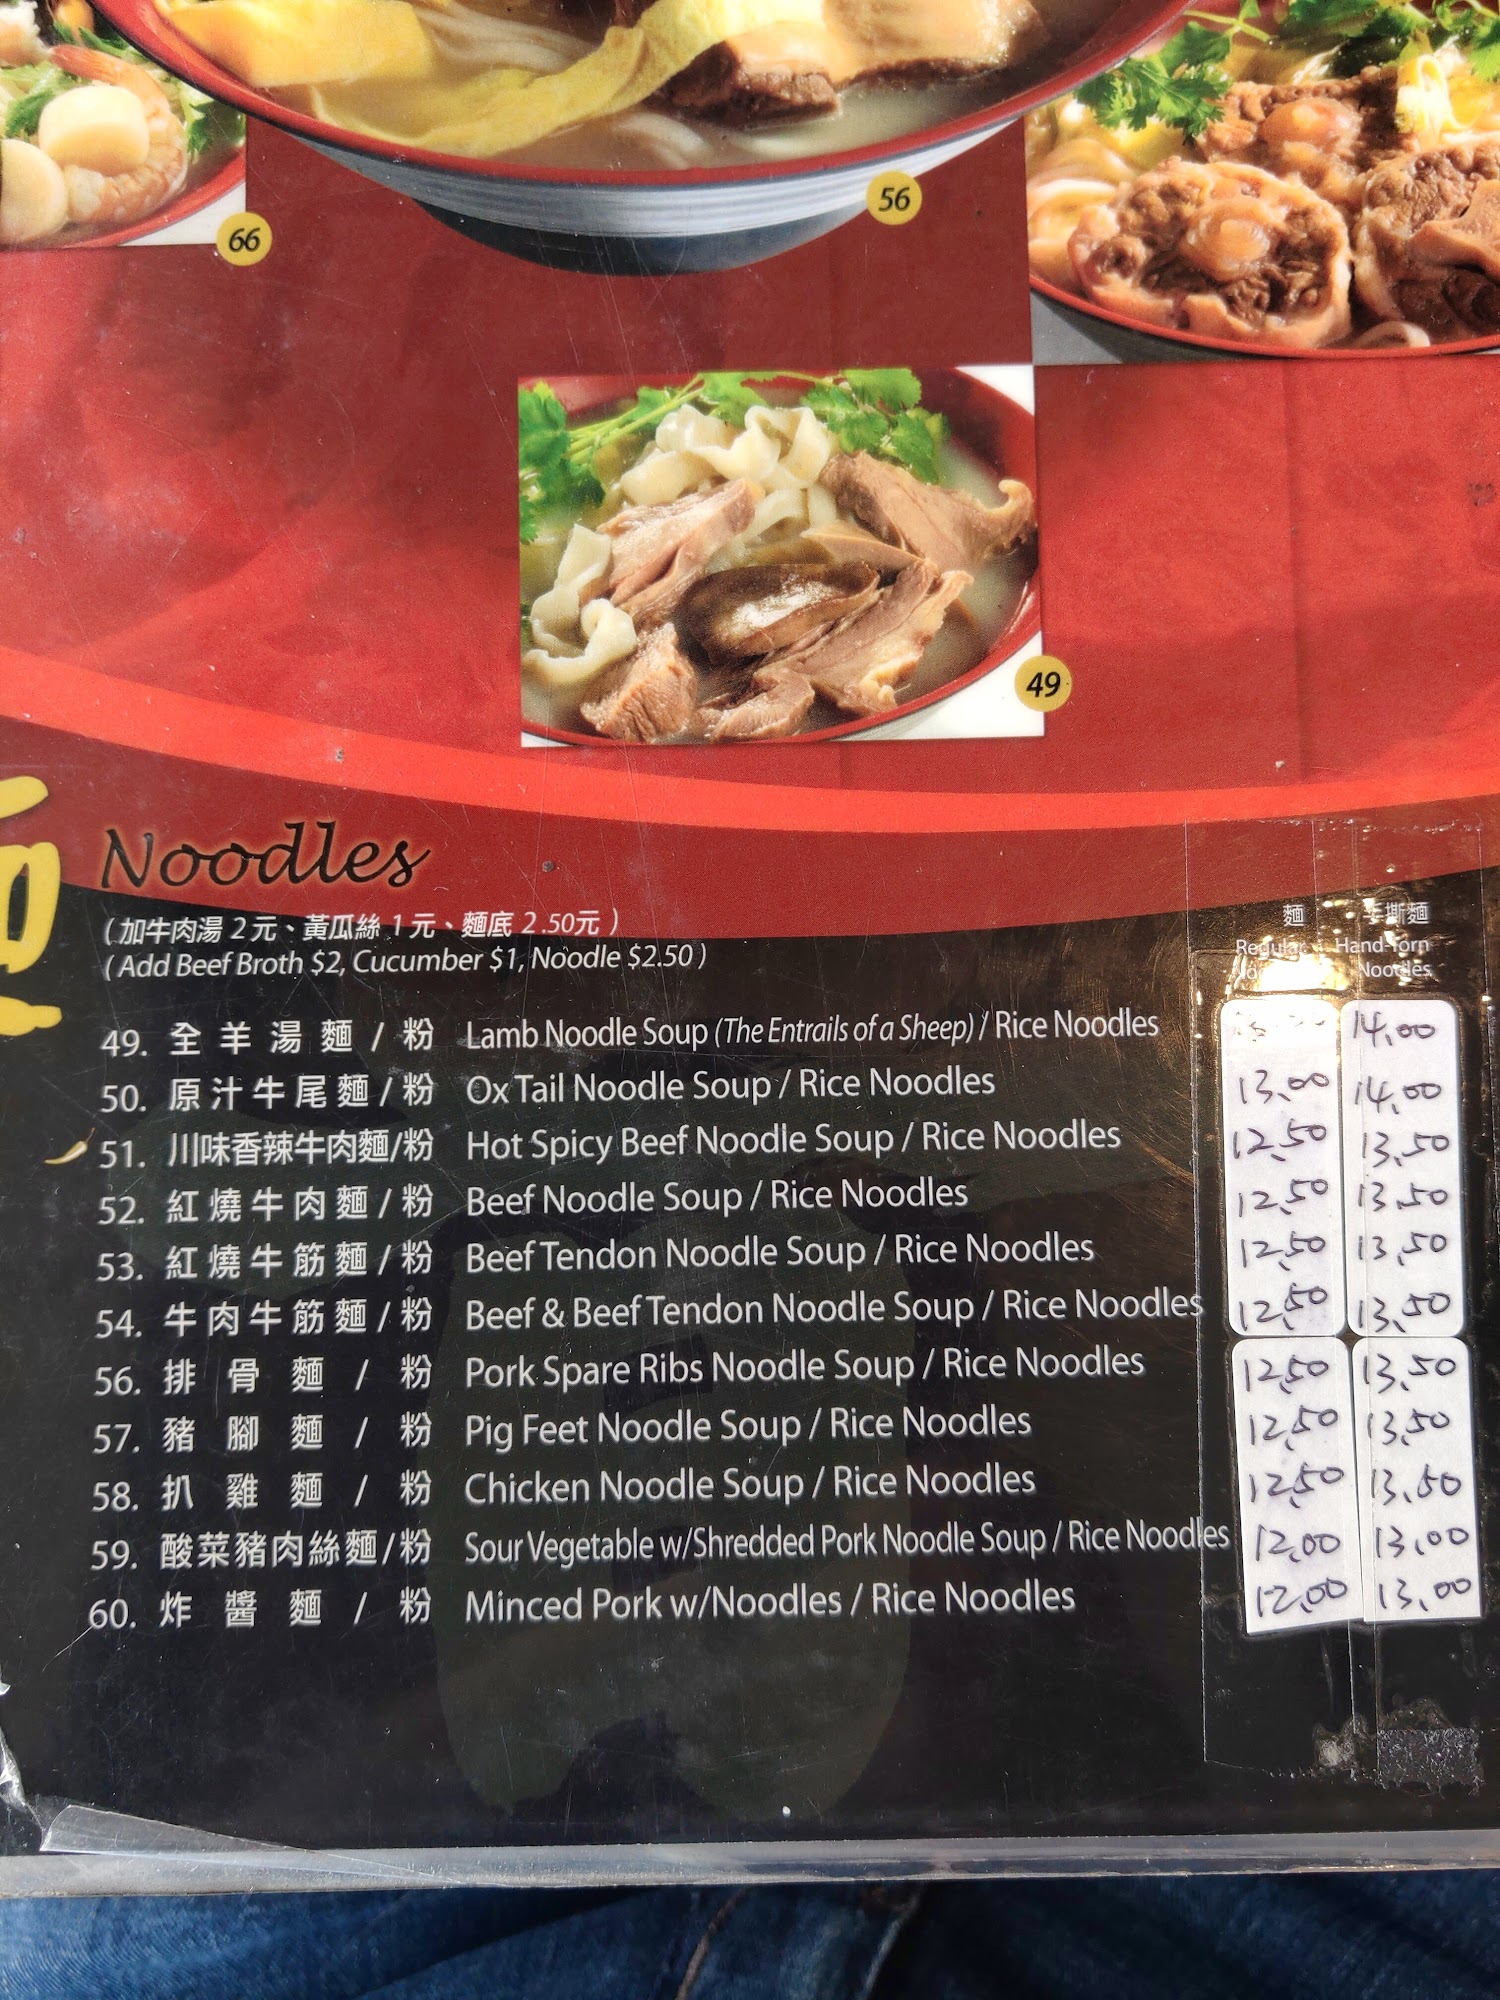 66
56
49
Noodles
( 加牛肉湯 2 元、黃瓜絲 1 元、麵底 2.50元 )
( Add Beef Broth $2, Cucumber $1, Noodle $2.50 )
麵 手撕麵
Regular Hand-Torn
Noodles
49. 全羊湯麵 / 粉 Lamb Noodle Soup (The Entrails of a Sheep) / Rice Noodles 14.00
50. 原汁牛尾麵 / 粉 Ox Tail Noodle Soup / Rice Noodles 13.00 14.00
51. 川味香辣牛肉麵/粉 Hot Spicy Beef Noodle Soup / Rice Noodles 12.50 13.50
52. 紅燒牛肉麵 / 粉 Beef Noodle Soup / Rice Noodles 12.50 13.50
53. 紅燒牛筋麵 / 粉 Beef Tendon Noodle Soup / Rice Noodles 12.50 13.50
54. 牛肉牛筋麵 / 粉 Beef & Beef Tendon Noodle Soup / Rice Noodles 12.50 13.50
56. 排骨麵 / 粉 Pork Spare Ribs Noodle Soup / Rice Noodles 12.50 13.50
57. 豬腳麵 / 粉 Pig Feet Noodle Soup / Rice Noodles 12.50 13.50
58. 扒雞麵 / 粉 Chicken Noodle Soup / Rice Noodles 12.50 13.50
59. 酸菜豬肉絲麵/粉 Sour Vegetable w/Shredded Pork Noodle Soup / Rice Noodles 12.00 13.00
60. 炸醬麵 / 粉 Minced Pork w/Noodles / Rice Noodles 12.00 13.00